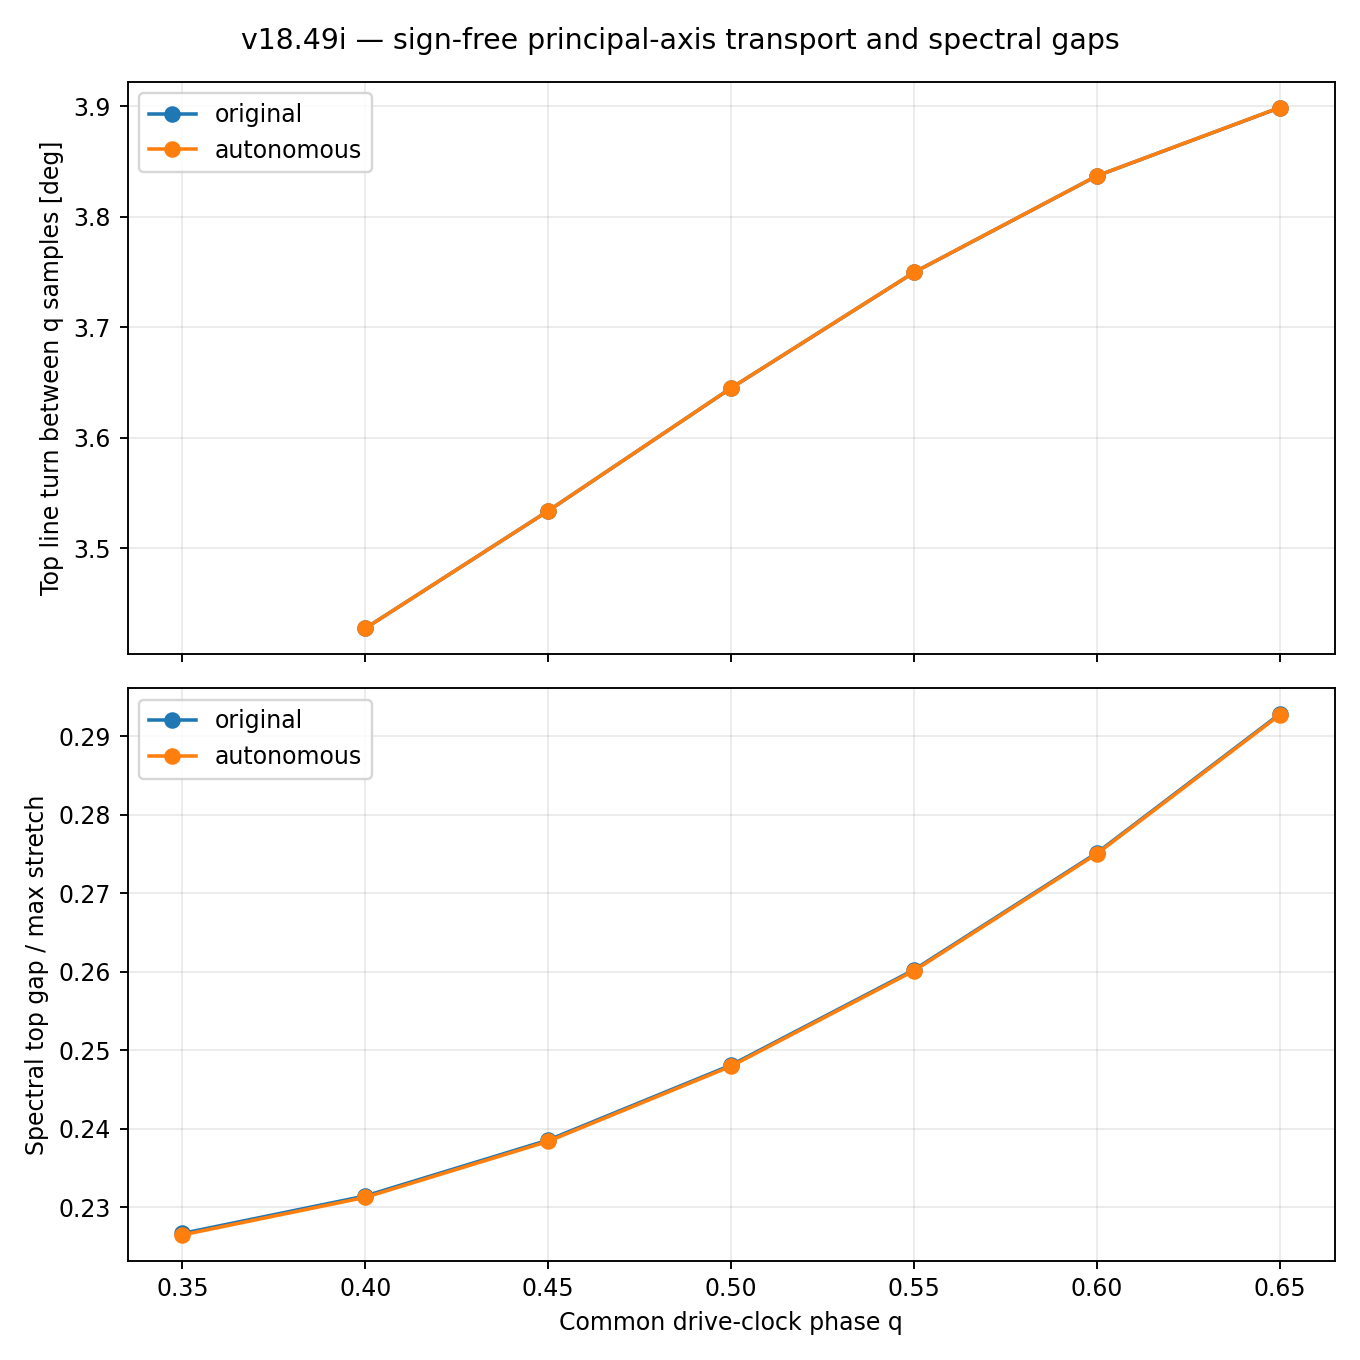 v18.49i — sign-free principal-axis transport and spectral gaps
original
autonomous
Top line turn between q samples [deg]
3.9
3.8
3.7
3.6
3.5
original
autonomous
Spectral top gap / max stretch
0.29
0.28
0.27
0.26
0.25
0.24
0.23
0.35 0.40 0.45 0.50 0.55 0.60 0.65
Common drive-clock phase q